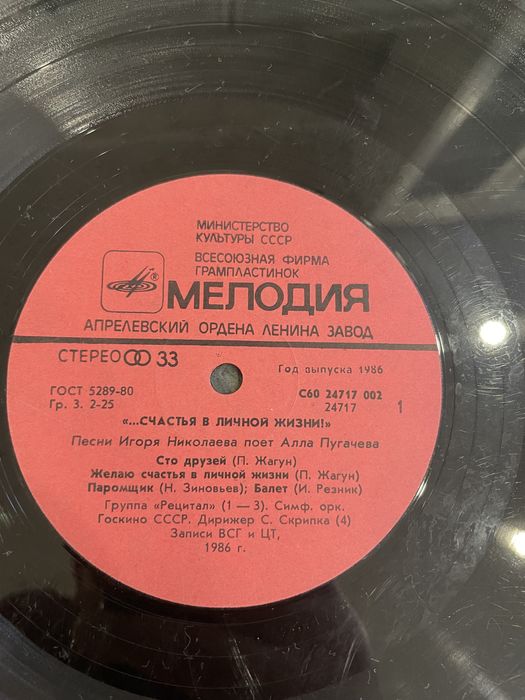 МИНИСТЕРСТВО
КУЛЬТУРЫ СССР
ВСЕСОЮЗНАЯ ФИРМА
ГРАМПЛАСТИНОК
®
МЕЛОДИЯ
АПРЕЛЕВСКИЙ ОРДЕНА ЛЕНИНА ЗАВОД
СТЕРЕО 33
Год выпуска 1986
ГОСТ 5289-80
Гр. 3. 2-25
С60 24717 002
24717
1
«...СЧАСТЬЯ В ЛИЧНОЙ ЖИЗНИ!»
Песни Игоря Николаева поет Алла Пугачева
Сто друзей (П. Жагун)
Желаю счастья в личной жизни (П. Жагун)
Паромщик (Н. Зиновьев); Балет (И. Резник)
Группа «Рецитал» (1 — 3). Симф. орк.
Госкино СССР. Дирижер С. Скрипка (4)
Записи ВСГ и ЦТ,
1986 г.